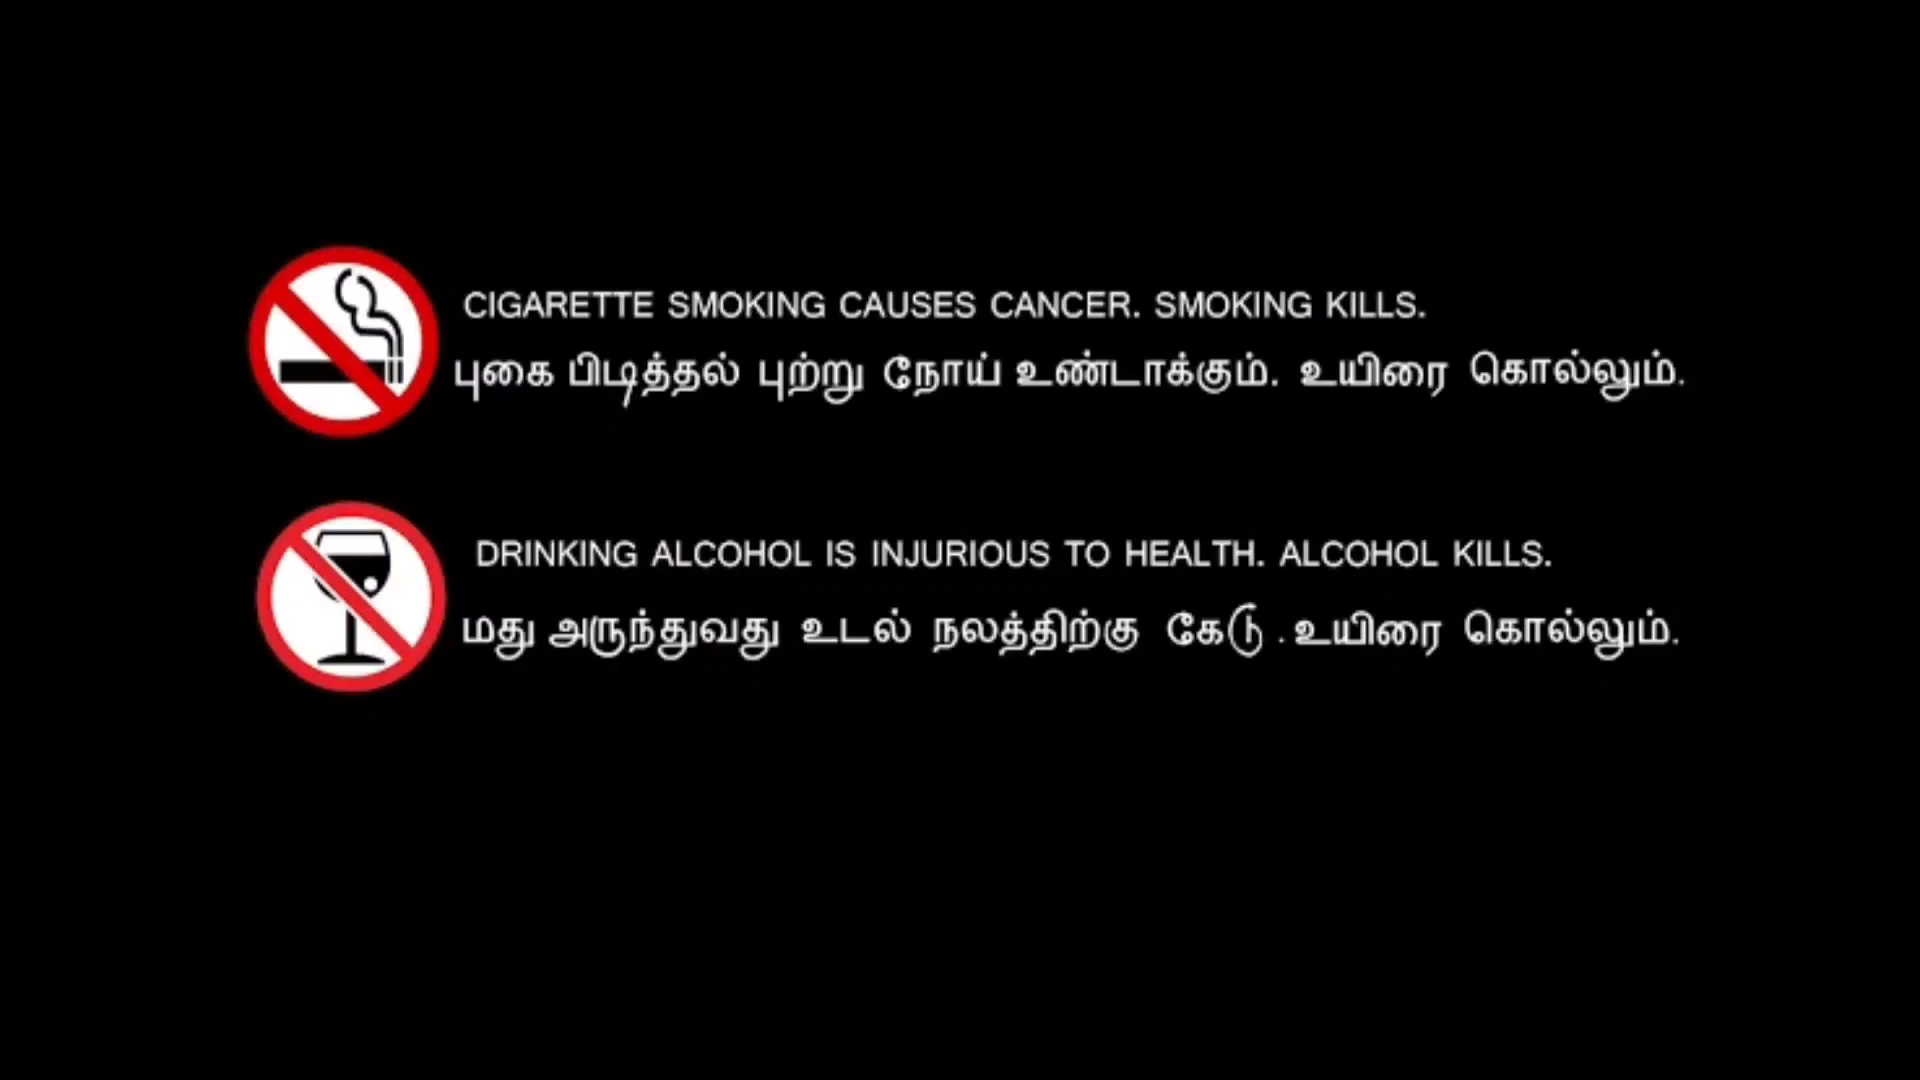 CIGARETTE SMOKING CAUSES CANCER. SMOKING KILLS.
புகை பிடித்தல் புற்று நோய் உண்டாக்கும். உயிரை கொல்லும்.
DRINKING ALCOHOL IS INJURIOUS TO HEALTH. ALCOHOL KILLS.
மது அருந்துவது உடல் நலத்திற்கு கேடு . உயிரை கொல்லும்.